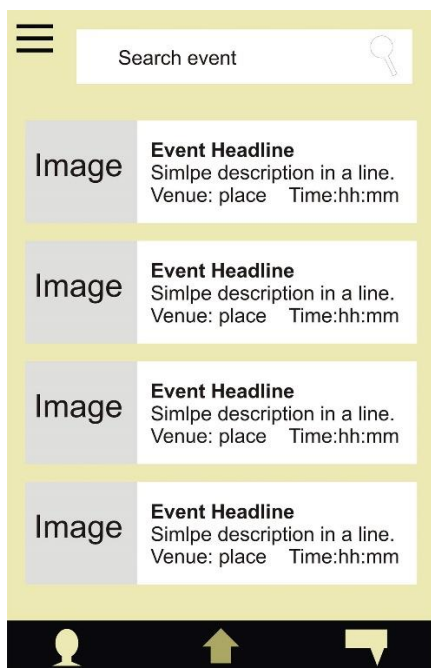 Search event
Image
Event Headline
Simlpe description in a line.
Venue: place Time:hh:mm
Image
Event Headline
Simlpe description in a line.
Venue: place Time:hh:mm
Image
Event Headline
Simlpe description in a line.
Venue: place Time:hh:mm
Image
Event Headline
Simlpe description in a line.
Venue: place Time:hh:mm